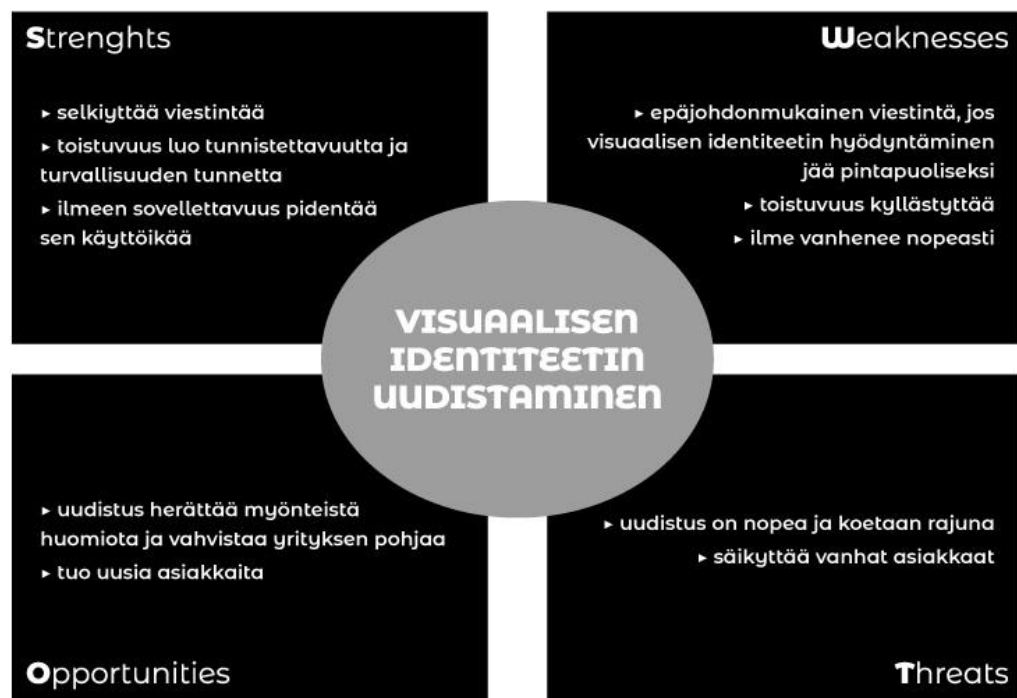 Strenghts
▸ selkiyttää viestintää
▸ toistuvuus luo tunnistettavuutta ja
turvallisuuden tunnetta
▸ ilmeen sovellettavuus pidentää
sen käyttöikää
Weaknesses
▸ epäjohdonmukainen viestintä, jos
visuaalisen identiteetin hyödyntäminen
jää pintapuoliseksi
▸ toistuvuus kyllästyttää
▸ ilme vanhenee nopeasti
VISUAALISEN
IDENTITEETIN
UUDISTAMINEN
▸ uudistus herättää myönteistä
huomiota ja vahvistaa yrityksen pohjaa
▸ tuo uusia asiakkaita
Opportunities
▸ uudistus on nopea ja koetaan rajuna
▸ säikyttää vanhat asiakkaat
Threats